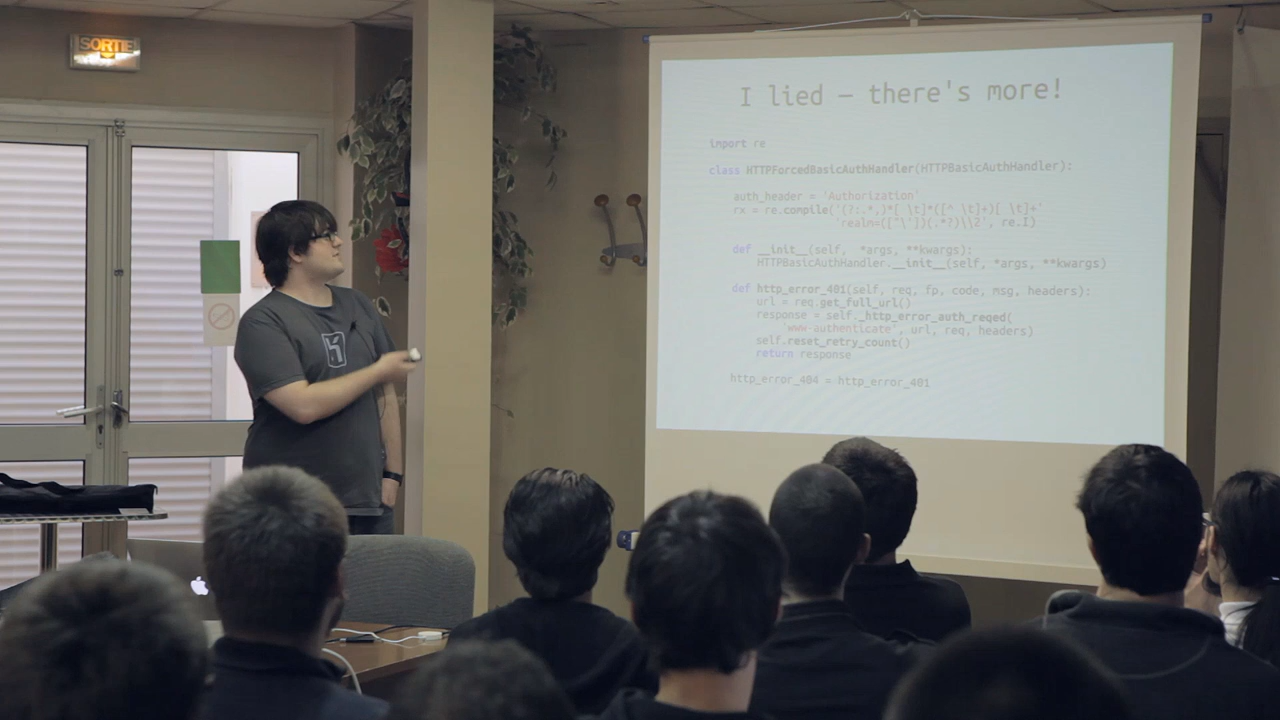 SORTIE
I lied – there's more!
import re
class HTTPForcedBasicAuthHandler(HTTPBasicAuthHandler):
auth_header = 'Authorization'
rx = re.compile('(?:.*,)*[ \t]*([^ \t]+)[ \t]+'
'realm=(["\'])(.*?)\\2', re.I)
def __init__(self, *args, **kwargs):
HTTPBasicAuthHandler.__init__(self, *args, **kwargs)
def http_error_401(self, req, fp, code, msg, headers):
url = req.get_full_url()
response = self._http_error_auth_reqed(
'www-authenticate', url, req, headers)
self.reset_retry_count()
return response
http_error_404 = http_error_401